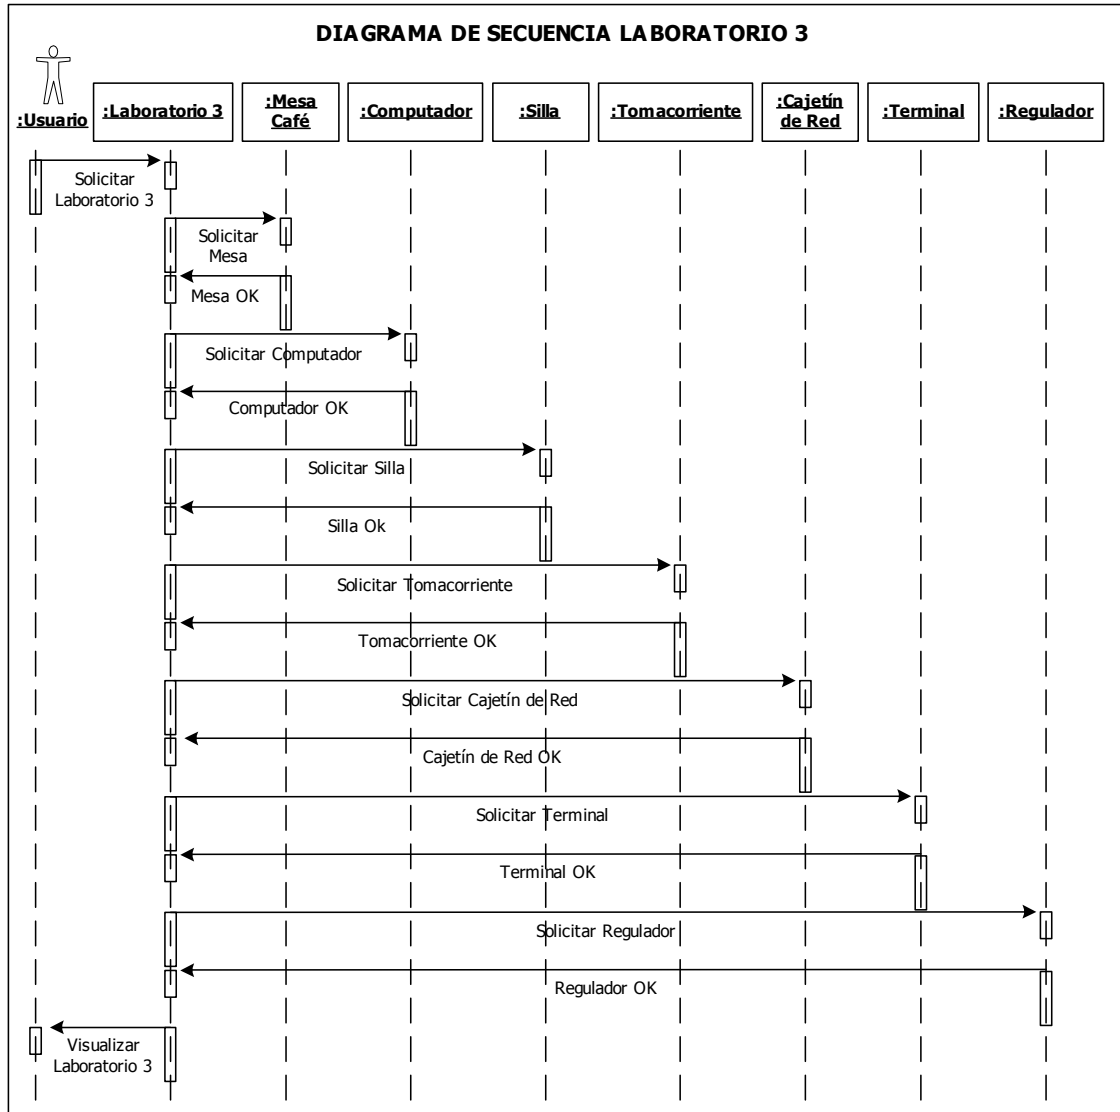 DIAGRAMA DE SECUENCIA LABORATORIO 3
:Usuario
:Laboratorio 3
:Mesa
Café
:Computador
:Silla
:Tomacorriente
:Cajetín
de Red
:Terminal
:Regulador
Solicitar
Laboratorio 3
Solicitar
Mesa
Mesa OK
Solicitar Computador
Computador OK
Solicitar Silla
Silla Ok
Solicitar Tomacorriente
Tomacorriente OK
Solicitar Cajetín de Red
Cajetín de Red OK
Solicitar Terminal
Terminal OK
Solicitar Regulador
Regulador OK
Visualizar
Laboratorio 3